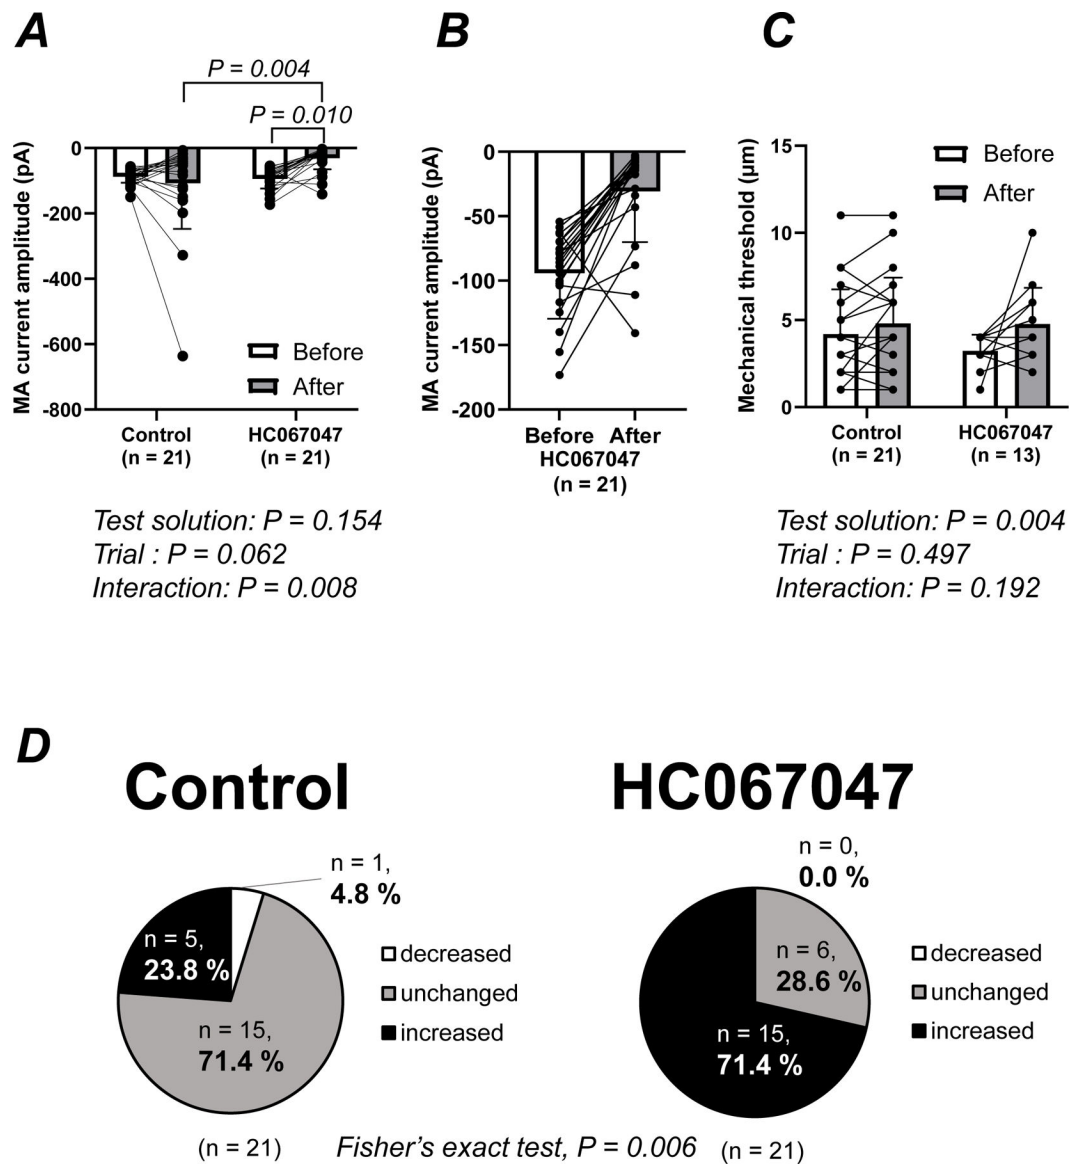 A
P = 0.004
P = 0.010
MA current amplitude (pA)
0
-200
-400
-600
-800
Before
After
Control
(n = 21)
HC067047
(n = 21)
Test solution: P = 0.154
Trial : P = 0.062
Interaction: P = 0.008
B
MA current amplitude (pA)
0
-50
-100
-150
-200
Before After
HC067047
(n = 21)
C
Mechanical threshold (µm)
15
10
5
0
Before
After
Control
(n = 21)
HC067047
(n = 13)
Test solution: P = 0.004
Trial : P = 0.497
Interaction: P = 0.192
D
Control
n = 1,
4.8 %
n = 5,
23.8 %
n = 15,
71.4 %
decreased
unchanged
increased
(n = 21)
HC067047
n = 0,
0.0 %
n = 6,
28.6 %
n = 15,
71.4 %
decreased
unchanged
increased
(n = 21)
Fisher's exact test, P = 0.006